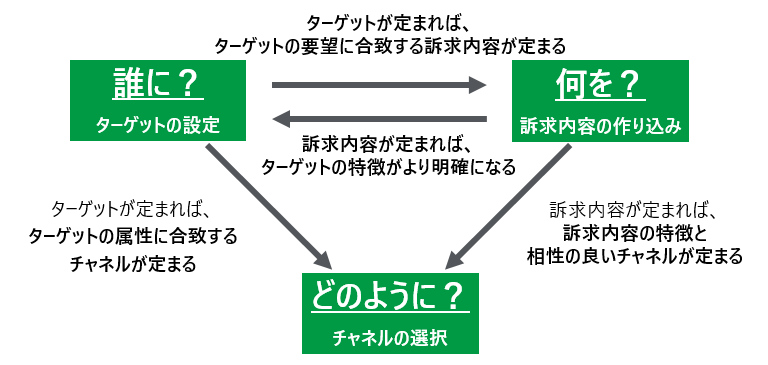 ターゲットが定まれば、
ターゲットの要望に合致する訴求内容が定まる
誰に？
ターゲットの設定
何を？
訴求内容の作り込み
訴求内容が定まれば、
ターゲットの特徴がより明確になる
ターゲットが定まれば、
ターゲットの属性に合致する
チャネルが定まる
訴求内容が定まれば、
訴求内容の特徴と
相性の良いチャネルが定まる
どのように？
チャネルの選択